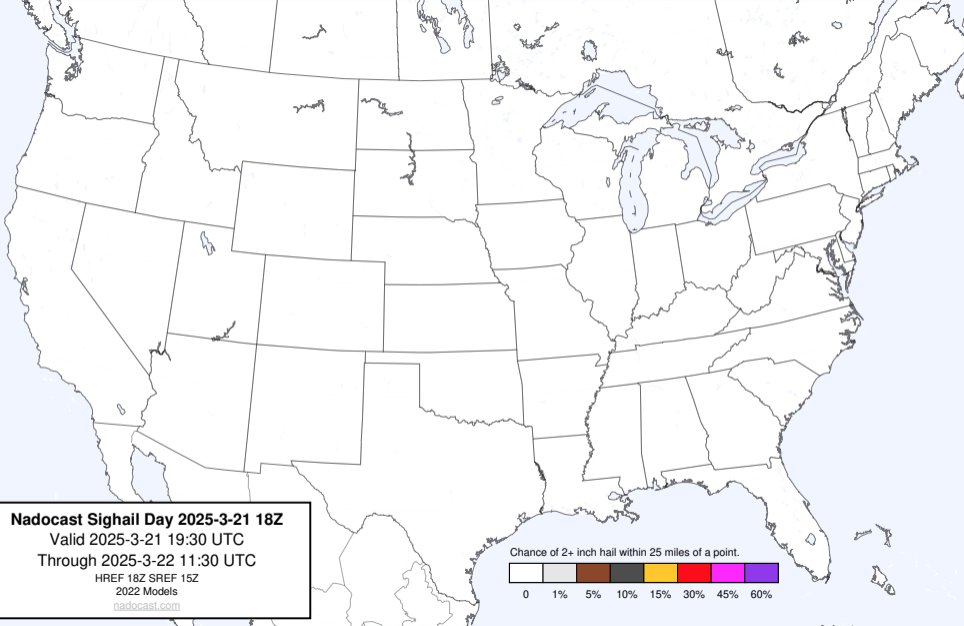 Nadocast Sighail Day 2025-3-21 18Z
Valid 2025-3-21 19:30 UTC
Through 2025-3-22 11:30 UTC
HREF 18Z SREF 15Z
2022 Models
nadocast.com
Chance of 2+ inch hail within 25 miles of a point.
0 1% 5% 10% 15% 30% 45% 60%